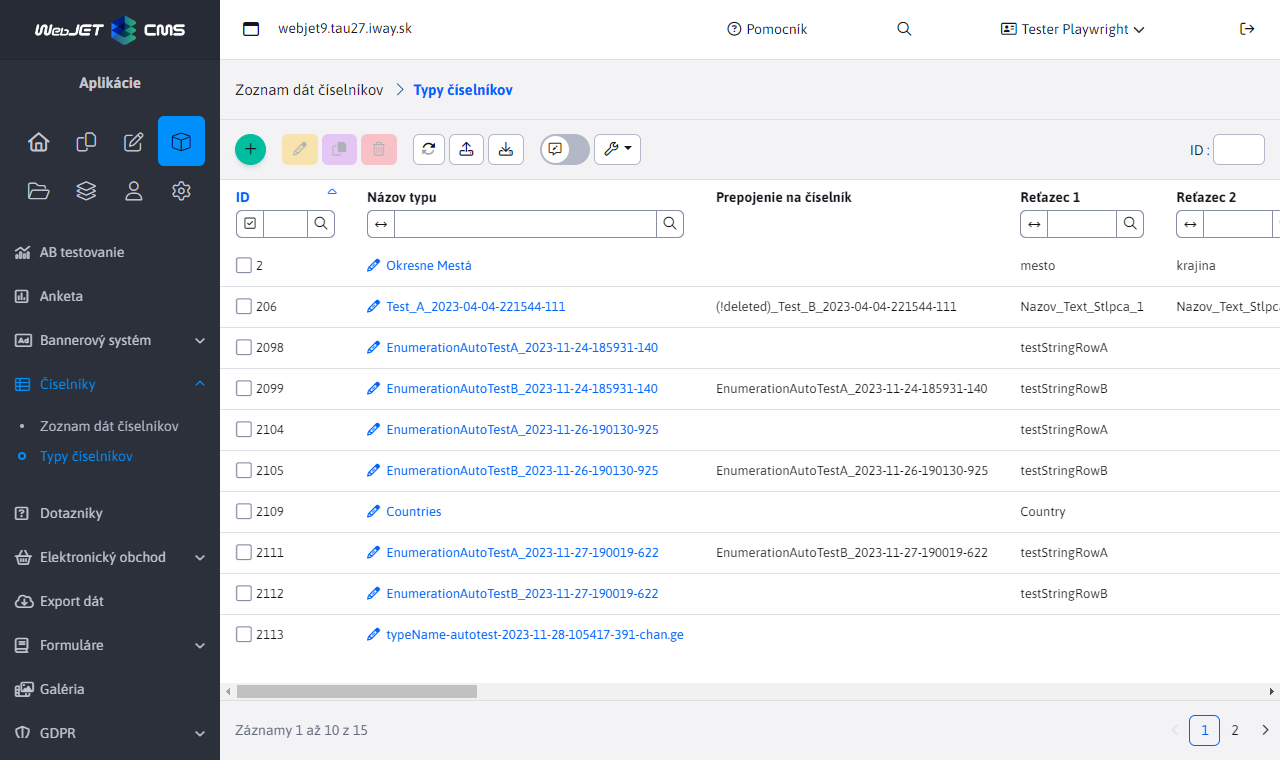 WebJET CMS
webjet9.tau27.iway.sk
Pomocník
Tester Playwright
Aplikácie
Zoznam dát číselníkov
Typy číselníkov
ID :
AB testovanie
Anketa
Bannerový systém
Číselníky
Zoznam dát číselníkov
Typy číselníkov
Dotazníky
Elektronický obchod
Export dát
Formuláre
Galéria
GDPR
ID Názov typu Prepojenie na číselník Reťazec 1 Reťazec 2
2 Okresne Mestá mesto krajina
206 Test_A_2023-04-04-221544-111 (!deleted)_Test_B_2023-04-04-221544-111 Nazov_Text_Stlpca_1 Nazov_Text_Stlpc
2098 EnumerationAutoTestA_2023-11-24-185931-140 testStringRowA
2099 EnumerationAutoTestB_2023-11-24-185931-140 EnumerationAutoTestA_2023-11-24-185931-140 testStringRowB
2104 EnumerationAutoTestA_2023-11-26-190130-925 testStringRowA
2105 EnumerationAutoTestB_2023-11-26-190130-925 EnumerationAutoTestA_2023-11-26-190130-925 testStringRowB
2109 Countries Country
2111 EnumerationAutoTestA_2023-11-27-190019-622 EnumerationAutoTestB_2023-11-27-190019-622 testStringRowA
2112 EnumerationAutoTestB_2023-11-27-190019-622 testStringRowB
2113 typeName-autotest-2023-11-28-105417-391-chan.ge
Záznamy 1 až 10 z 15
1 2